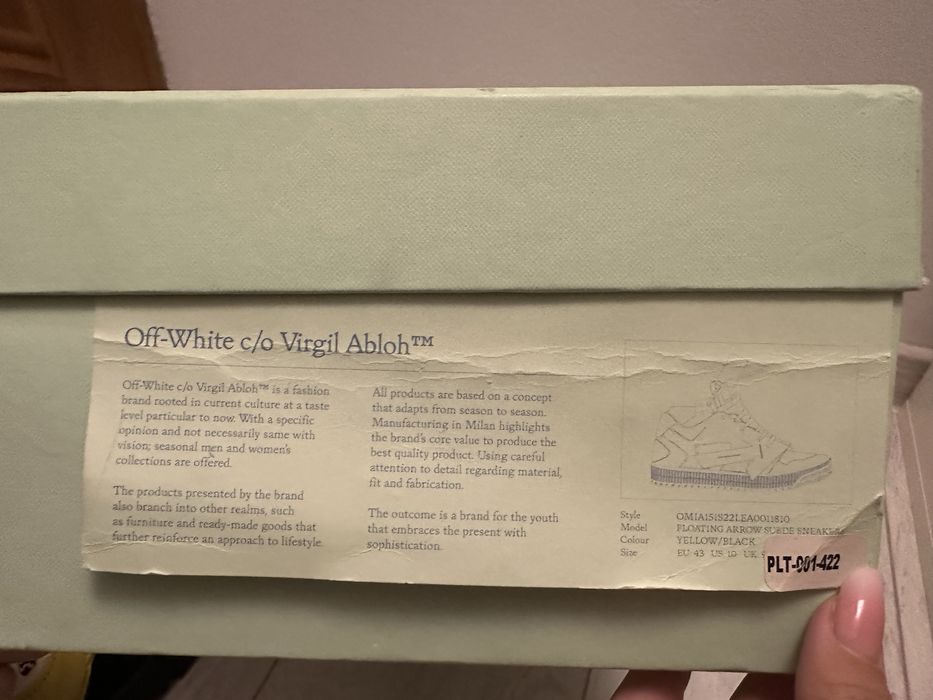 Off-White c/o Virgil Abloh™
Off-White c/o Virgil Abloh™ is a fashion
brand rooted in current culture at a taste
level particular to now. With a specific
opinion and not necessarily same with
vision; seasonal men and women's
collections are offered.
The products presented by the brand
also branch into other realms, such
as furniture and ready-made goods that
further reinforce an approach to lifestyle.
All products are based on a concept
that adapts from season to season.
Manufacturing in Milan highlights
the brand's core value to produce the
best quality product. Using careful
attention to detail regarding material,
fit and fabrication.
The outcome is a brand for the youth
that embraces the present with
sophistication.
Style OMIA151S22LEA0011810
Model FLOATING ARROW SUEDE SNEAKER
Colour YELLOW/BLACK
Size EU 43 US 10 UK
PLT-001-422